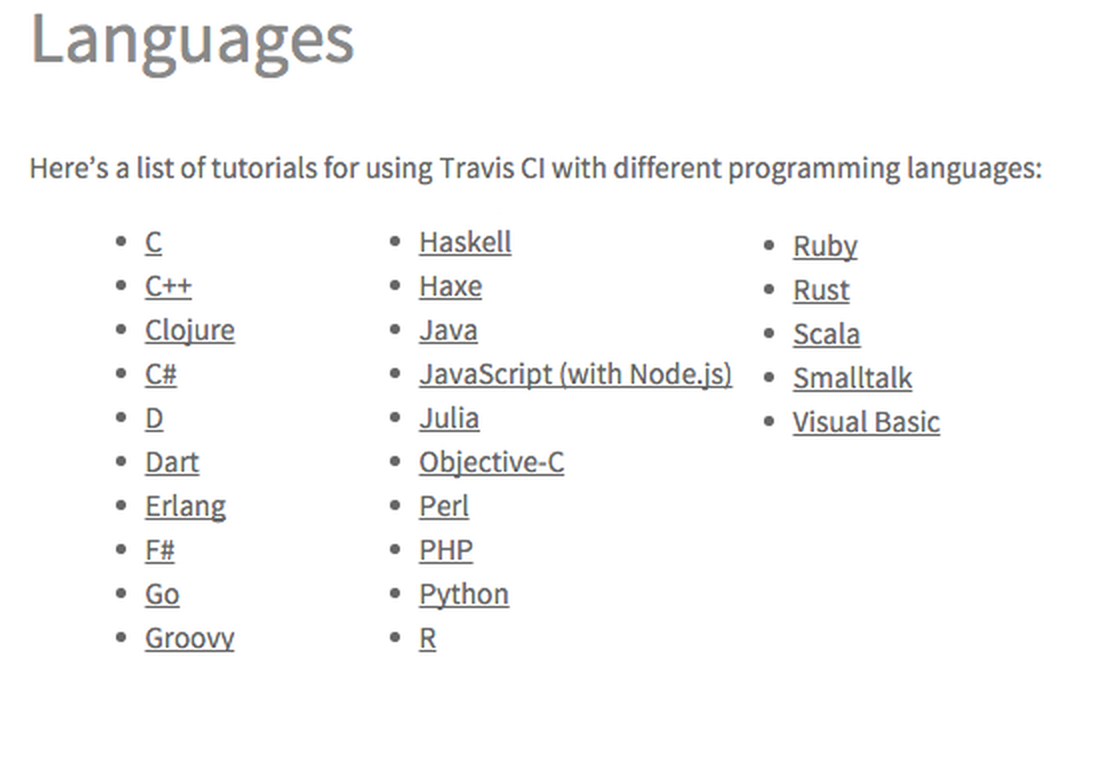 Languages
Here’s a list of tutorials for using Travis CI with different programming languages:
C
C++
Clojure
C#
D
Dart
Erlang
F#
Go
Groovy
Haskell
Haxe
Java
JavaScript (with Node.js)
Julia
Objective-C
Perl
PHP
Python
R
Ruby
Rust
Scala
Smalltalk
Visual Basic